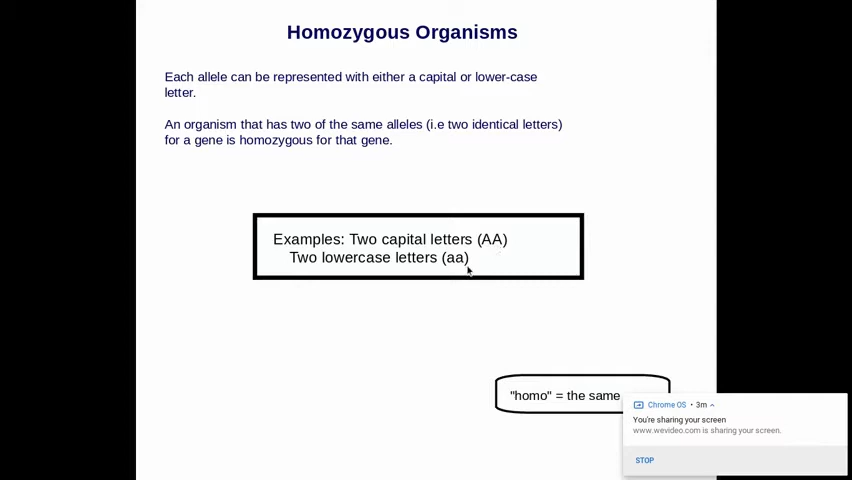 Homozygous Organisms
Each allele can be represented with either a capital or lower-case
letter.
An organism that has two of the same alleles (i.e two identical letters)
for a gene is homozygous for that gene.
Examples: Two capital letters (AA)
Two lowercase letters (aa)
"homo" = the same
Chrome OS • 3m
You're sharing your screen
www.wevideo.com is sharing your screen.
STOP